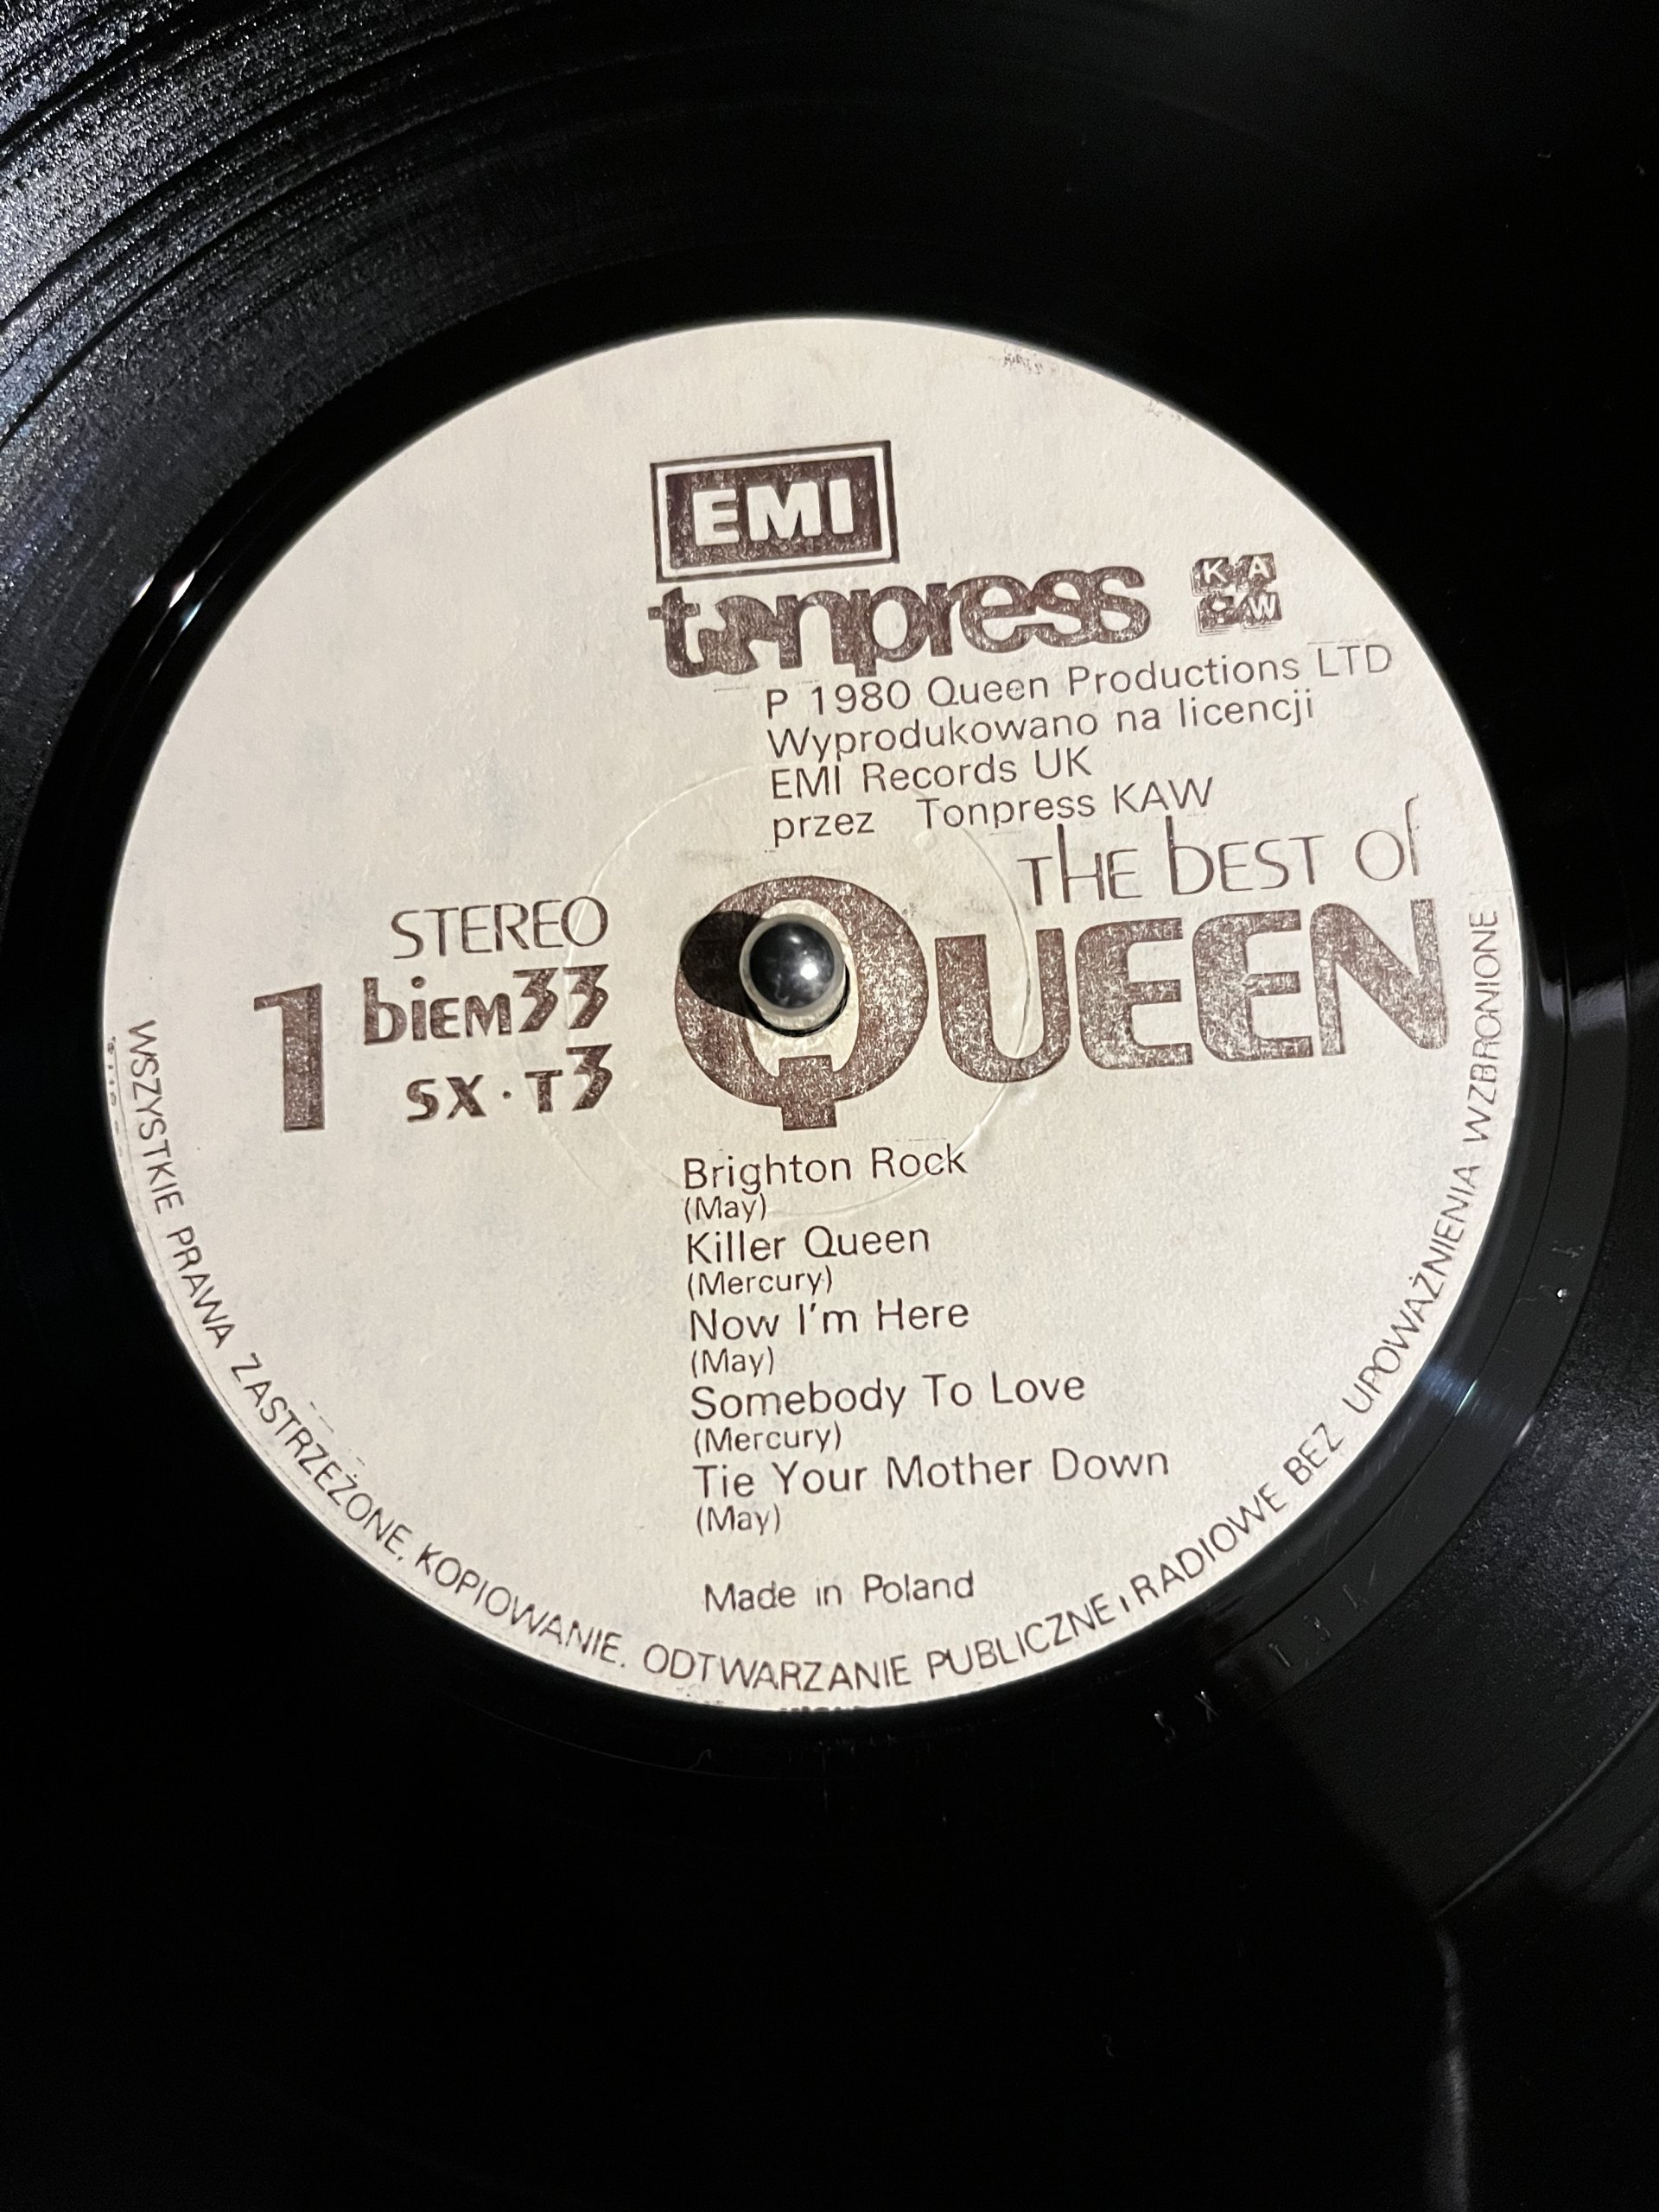 EMI
tonpress KAW
P 1980 Queen Productions LTD
Wyprodukowano na licencji
EMI Records UK
przez Tonpress KAW
THE bEST Of
QUEEN
STEREO
1 biEM 33
SX·T3
Brighton Rock
(May)
Killer Queen
(Mercury)
Now I'm Here
(May)
Somebody To Love
(Mercury)
Tie Your Mother Down
(May)
Made in Poland
WSZYSTKIE PRAWA ZASTRZEŻONE. KOPIOWANIE. ODTWARZANIE PUBLICZNE i RADIOWE BEZ UPOWAŻNIENIA WZBRONIONE